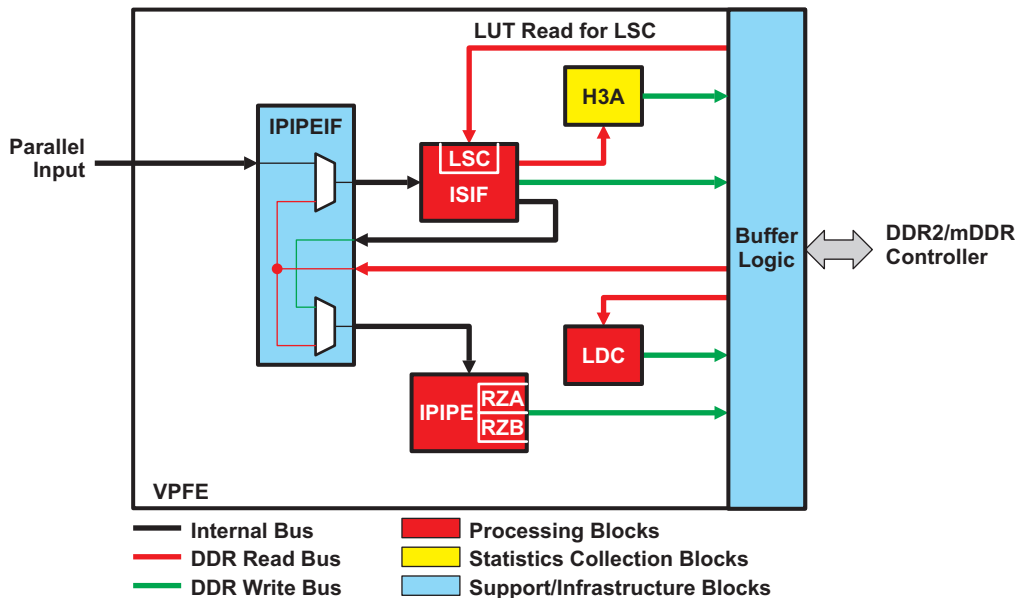 LUT Read for LSC
H3A
IPIPEIF
Parallel
Input
LSC
ISIF
Buffer
Logic
DDR2/mDDR
Controller
LDC
IPIPE
RZA
RZB
VPFE
Internal Bus
Processing Blocks
DDR Read Bus
Statistics Collection Blocks
DDR Write Bus
Support/Infrastructure Blocks